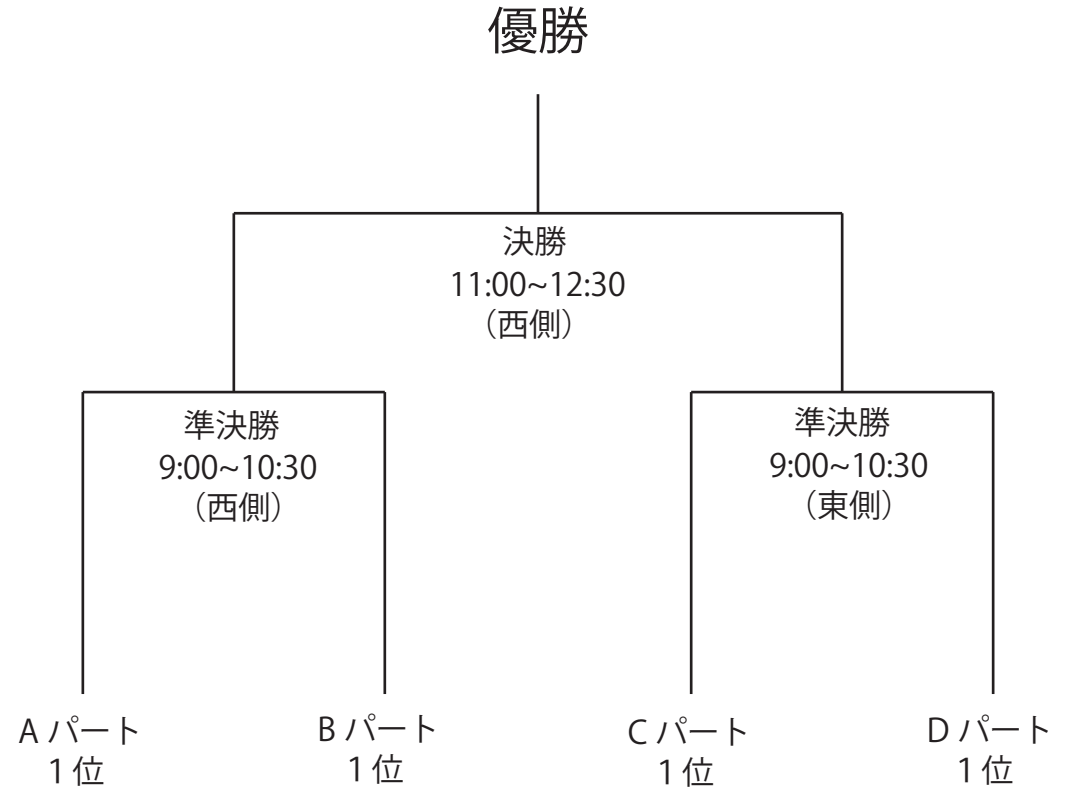 優勝
決勝
11:00~12:30
（西側）
準決勝
9:00~10:30
（西側）
準決勝
9:00~10:30
（東側）
A パート
1 位
B パート
1 位
C パート
1 位
D パート
1 位